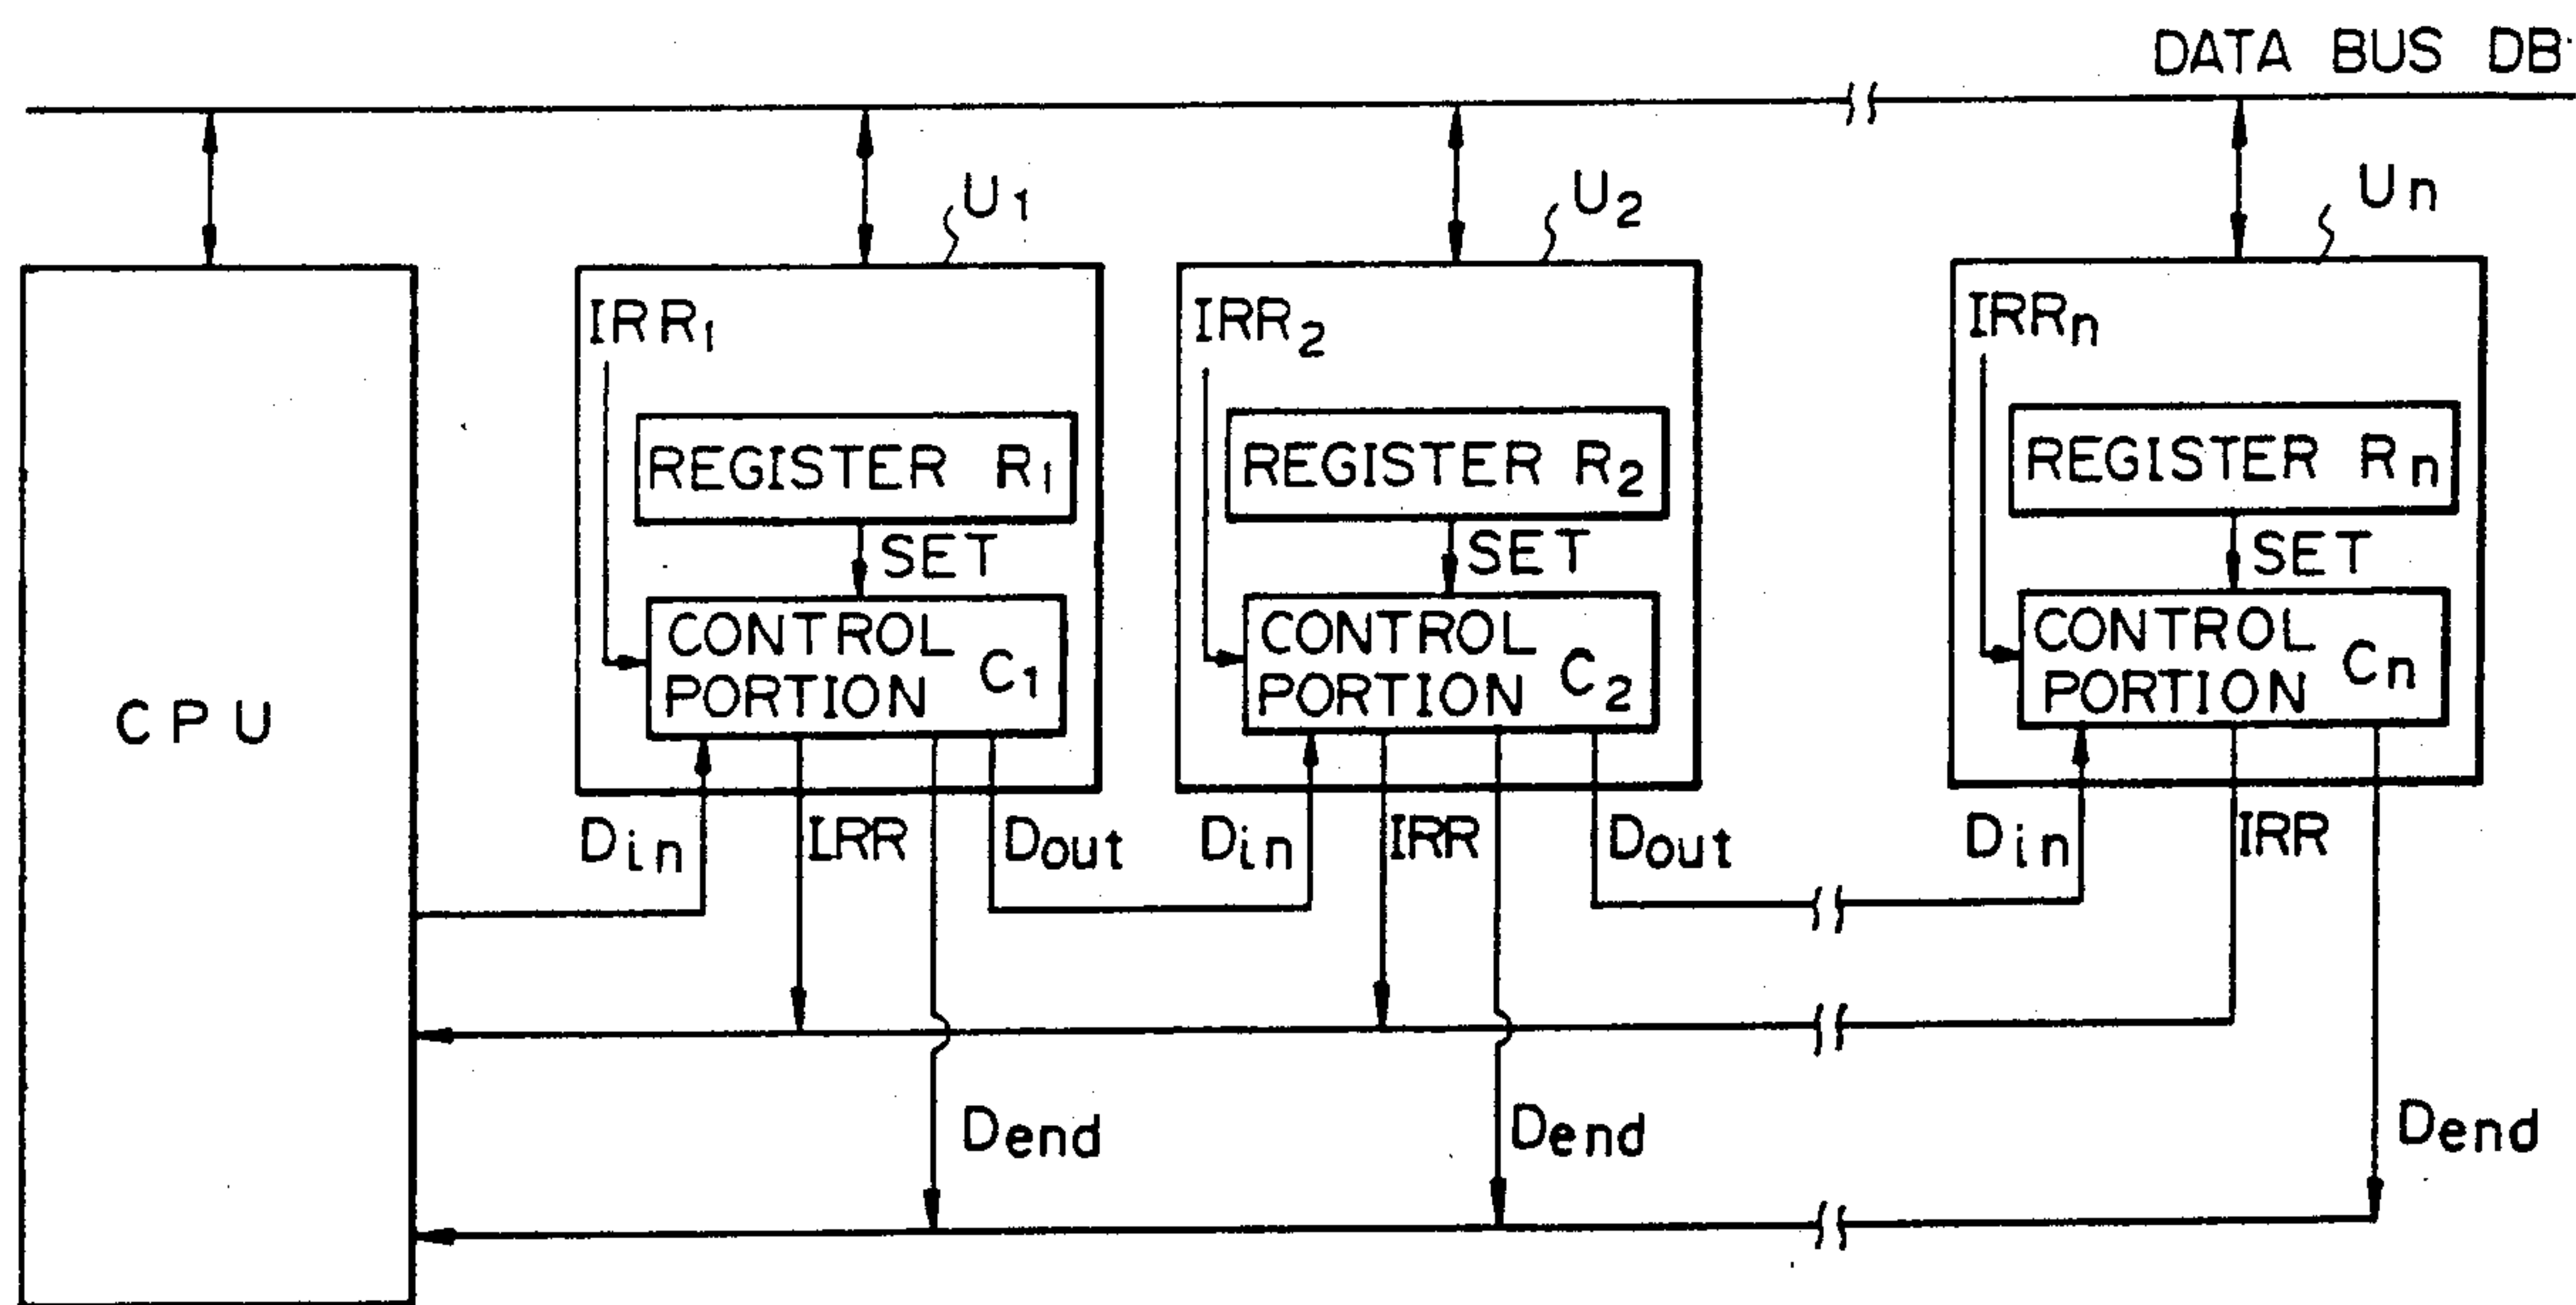 DATA BUS DB
U1
U2
Un
IRR1
IRR2
IRRn
REGISTER R1
REGISTER R2
REGISTER Rn
SET
SET
SET
CONTROL
PORTION C1
CONTROL
PORTION C2
CONTROL
PORTION Cn
CPU
Din
IRR
Dout
Din
IRR
Dout
Din
IRR
Dend
Dend
Dend